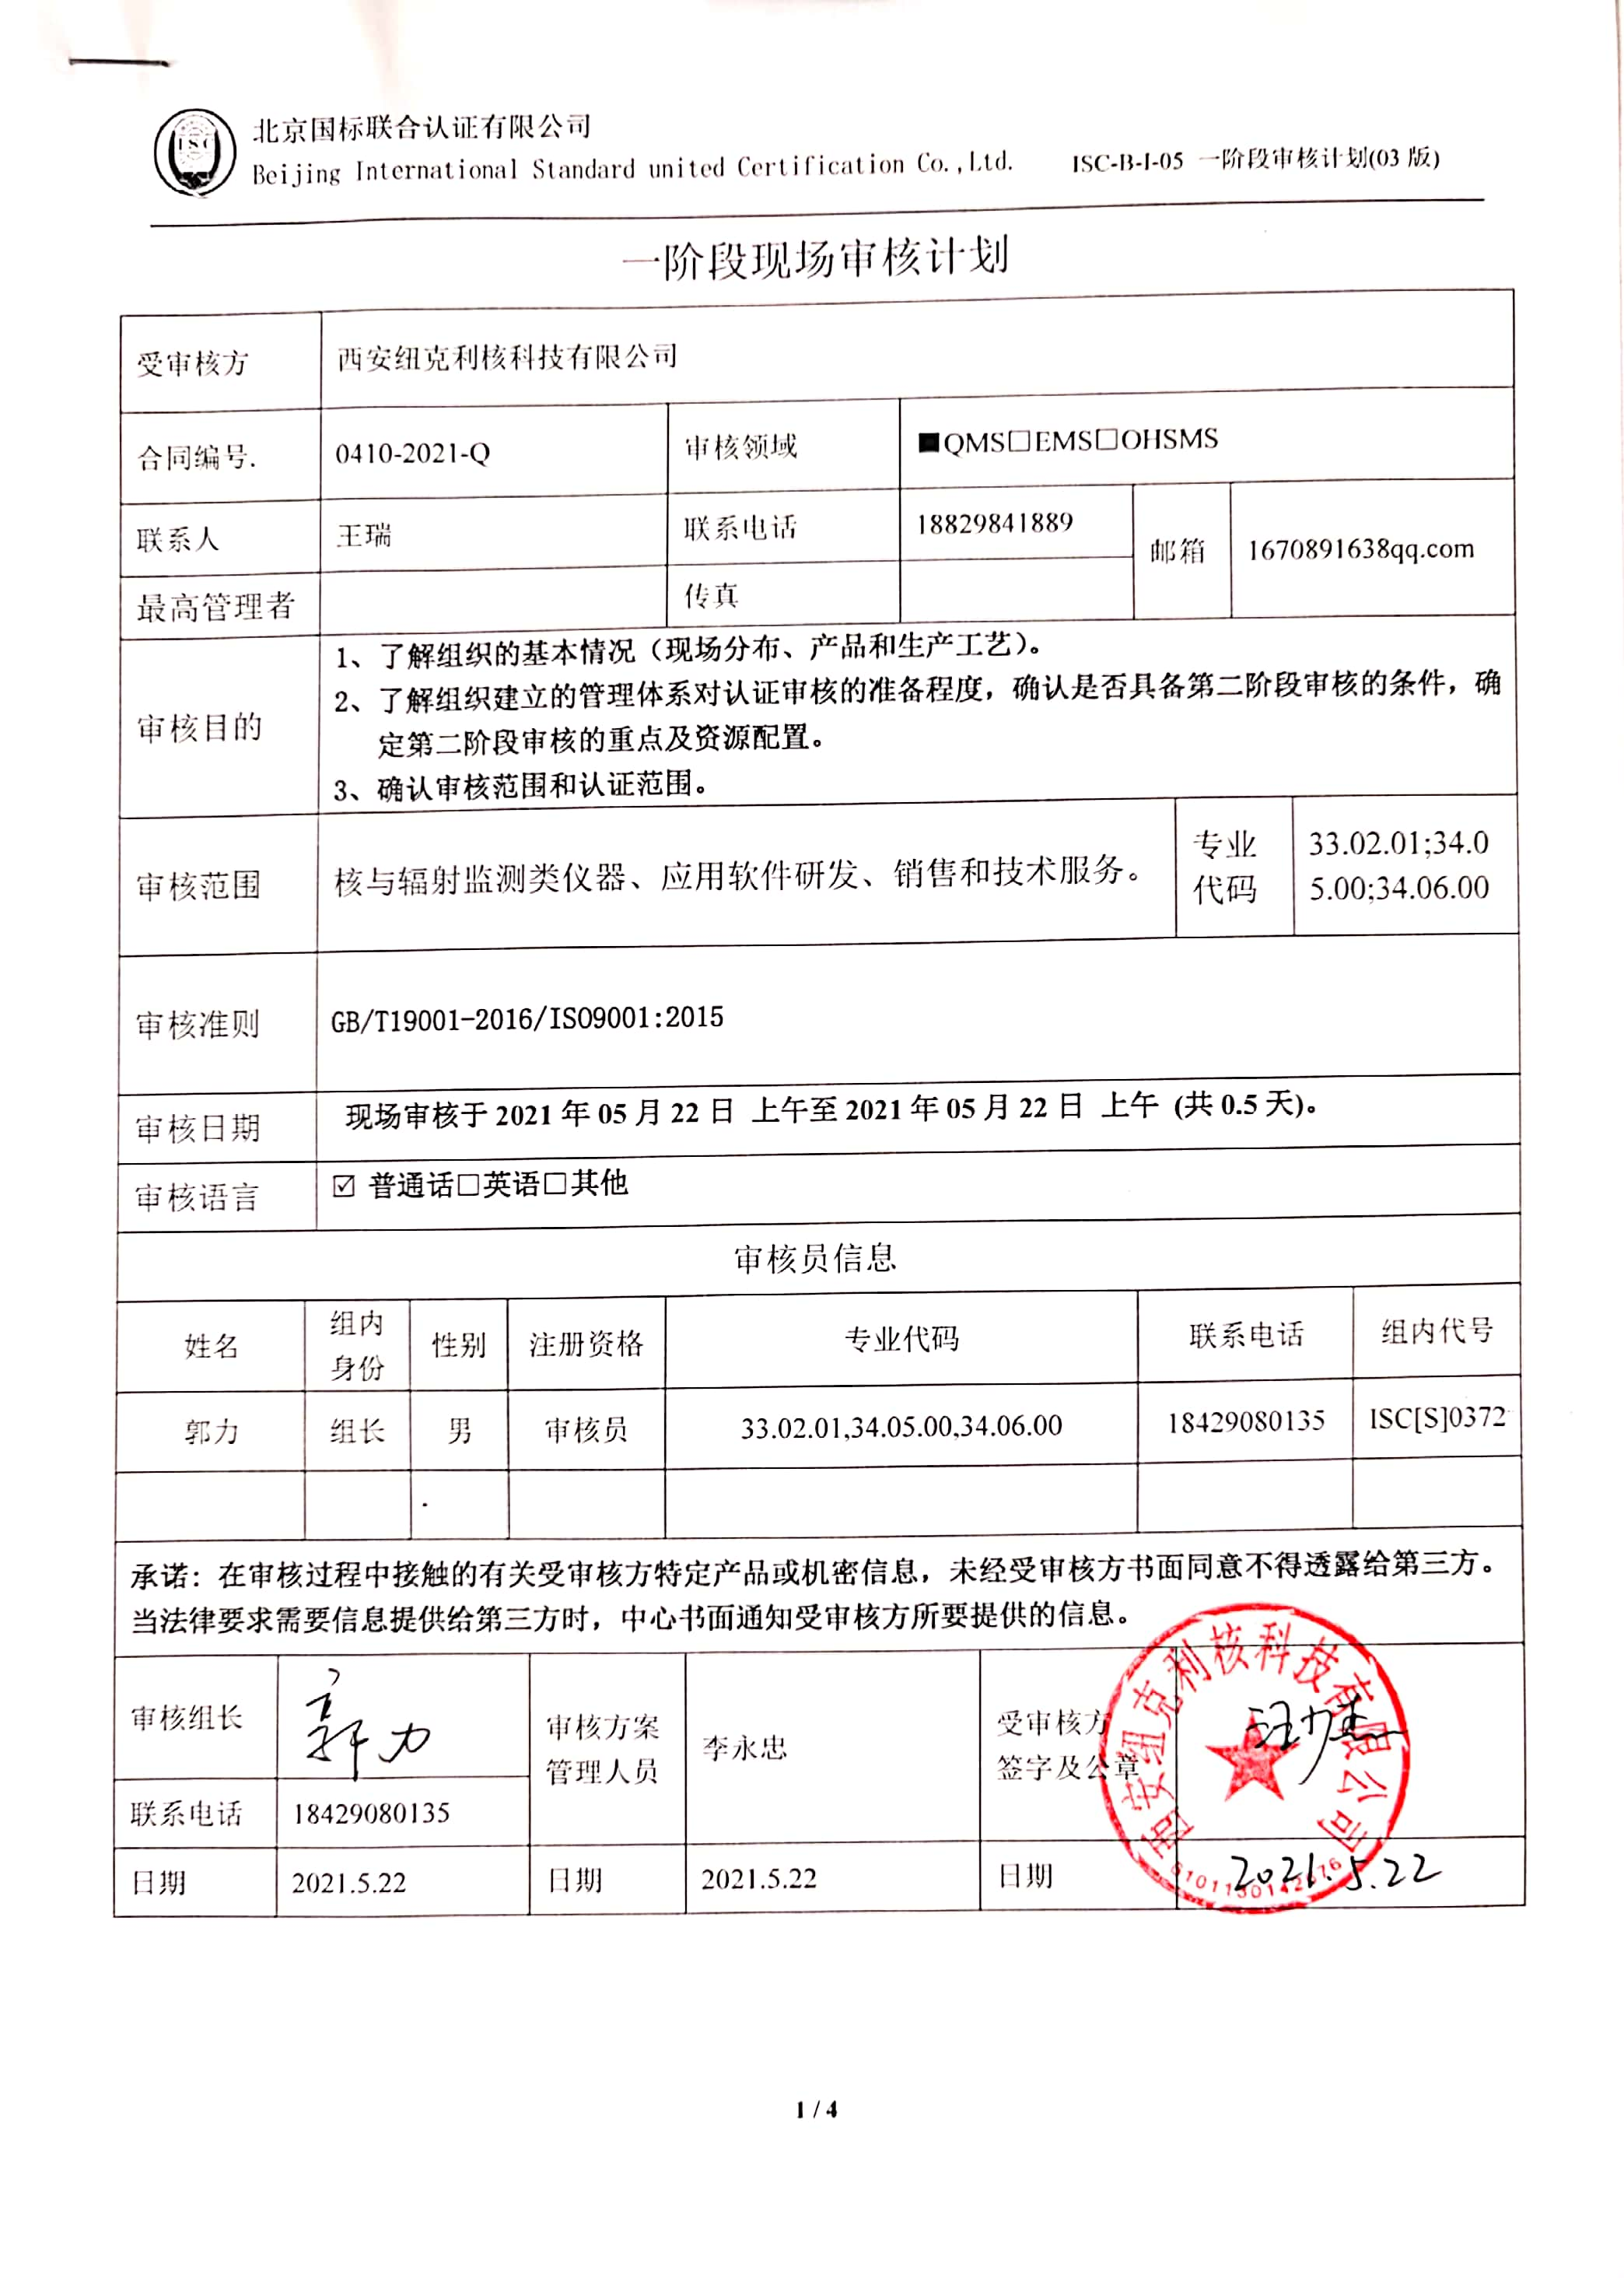 ISC
北京国标联合认证有限公司
Beijing International Standard united Certification Co.,Ltd. ISC-B-I-05 一阶段审核计划(03 版)
一阶段现场审核计划
受审核方 西安纽克利核科技有限公司
合同编号. 0410-2021-Q 审核领域 ■QMS□EMS□OHSMS
联系人 王瑞 联系电话 18829841889 邮箱 1670891638qq.com
最高管理者 传真
审核目的
1、了解组织的基本情况（现场分布、产品和生产工艺）。
2、了解组织建立的管理体系对认证审核的准备程度，确认是否具备第二阶段审核的条件，确
定第二阶段审核的重点及资源配置。
3、确认审核范围和认证范围。
审核范围 核与辐射监测类仪器、应用软件研发、销售和技术服务。
专业
代码
33.02.01;34.0
5.00;34.06.00
审核准则 GB/T19001-2016/ISO9001:2015
审核日期 现场审核于 2021 年 05 月 22 日 上午至 2021 年 05 月 22 日 上午 (共 0.5 天)。
审核语言 ☑ 普通话□英语□其他
审核员信息
姓名 组内身份 性别 注册资格 专业代码 联系电话 组内代号
郭力 组长 男 审核员 33.02.01,34.05.00,34.06.00 18429080135 ISC[S]0372
承诺：在审核过程中接触的有关受审核方特定产品或机密信息，未经受审核方书面同意不得透露给第三方。
当法律要求需要信息提供给第三方时，中心书面通知受审核方所要提供的信息。
审核组长 郭力
审核方案
管理人员
李永忠
受审核方
签字及公章
西安纽克利核科技有限公司
联系电话 18429080135
日期 2021.5.22 日期 2021.5.22 日期 2021.5.22
1 / 4